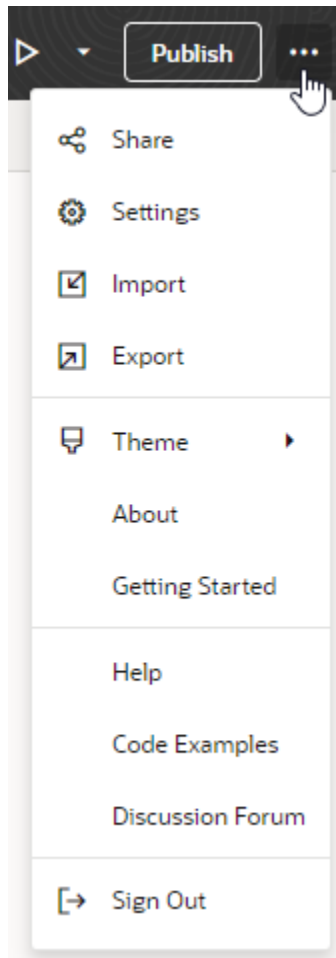 Publish
Share
Settings
Import
Export
Theme
About
Getting Started
Help
Code Examples
Discussion Forum
Sign Out